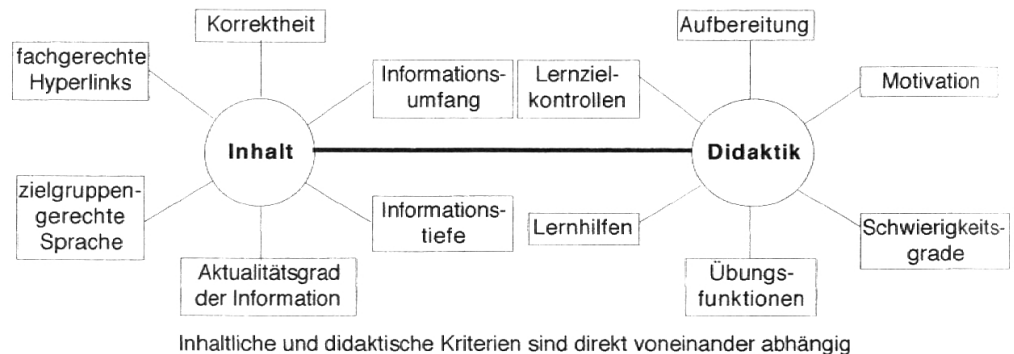 Korrektheit
fachgerechte
Hyperlinks
Informations-
umfang
Inhalt
zielgruppen-
gerechte
Sprache
Informations-
tiefe
Aktualitätsgrad
der Information
Aufbereitung
Lernziel-
kontrollen
Motivation
Didaktik
Lernhilfen
Schwierigkeits-
grade
Übungs-
funktionen
Inhaltliche und didaktische Kriterien sind direkt voneinander abhängig